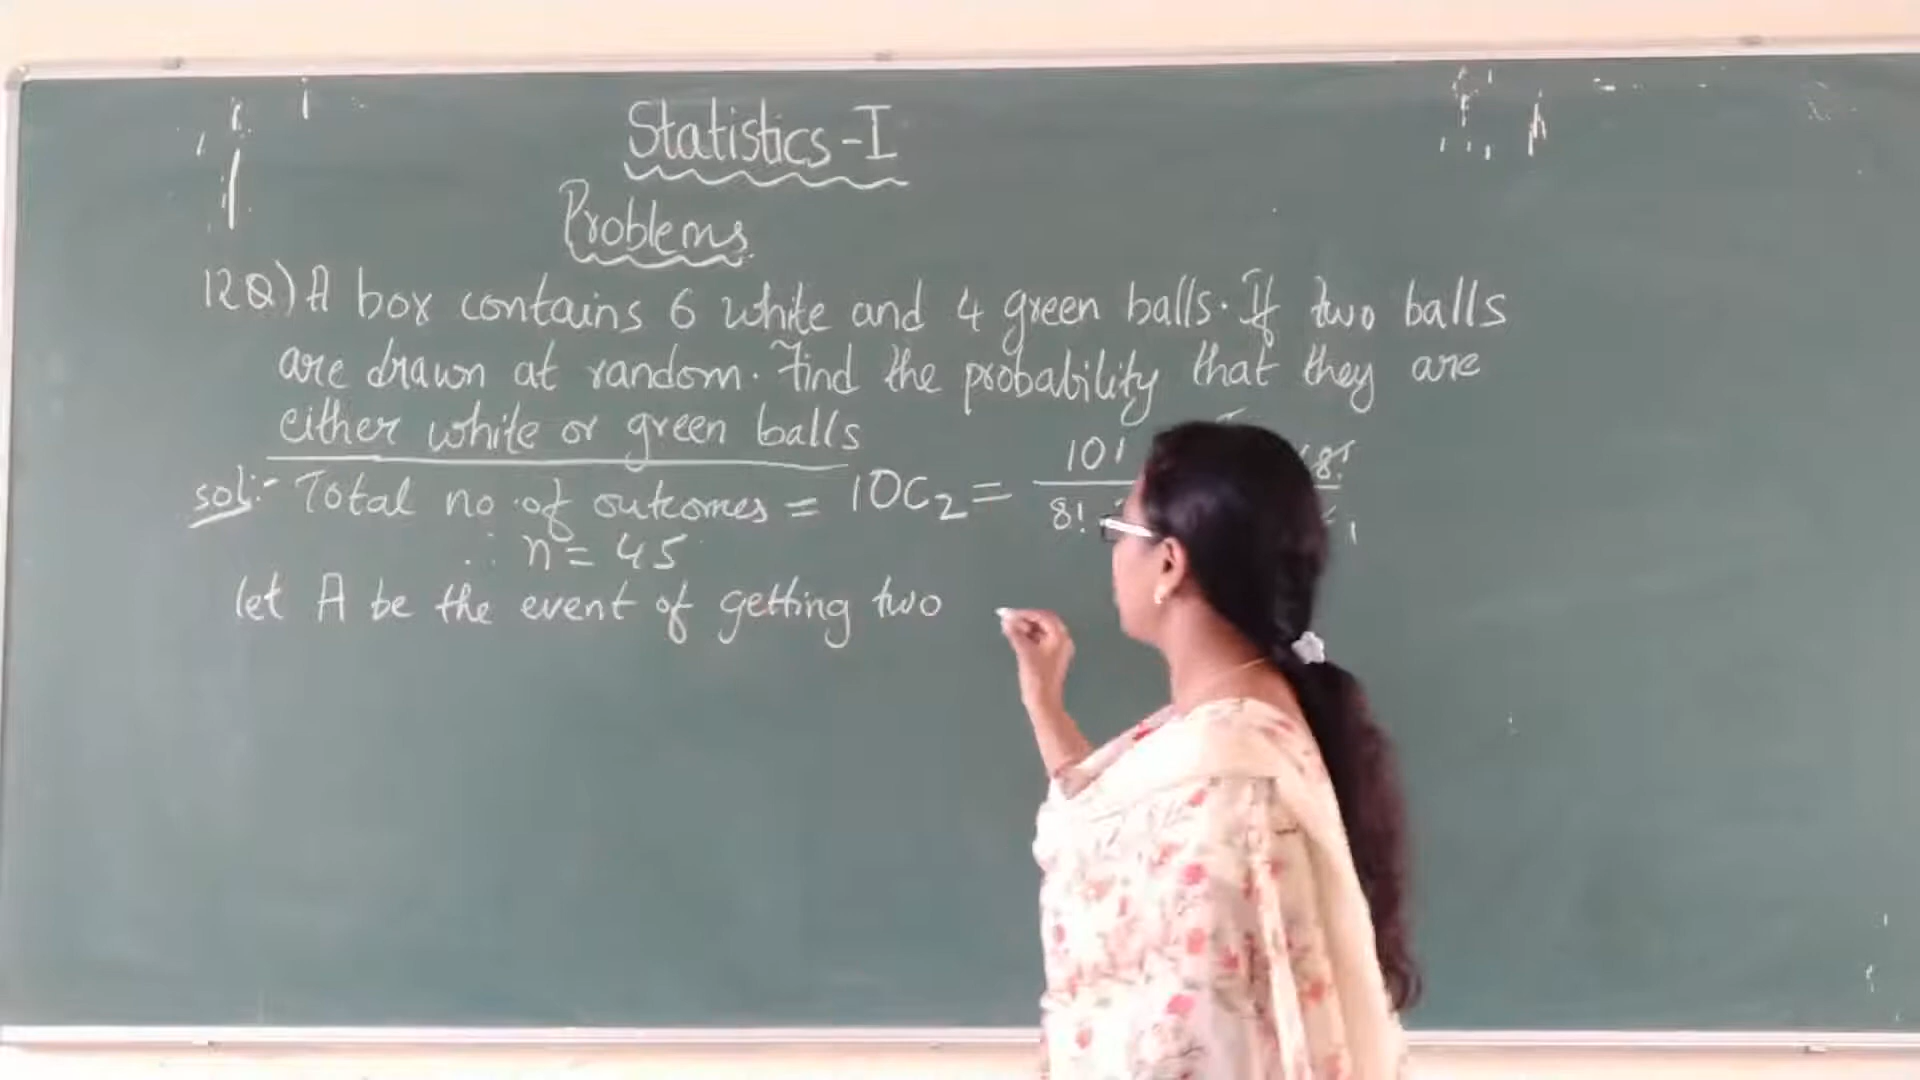 Statistics-I
Problems
12Q) A box contains 6 white and 4 green balls. If two balls
are drawn at random. Find the probability that they are
either white or green balls
sol:- Total no. of outcomes = 10C2 = 10! 8!
8!
∴ n = 45
let A be the event of getting two